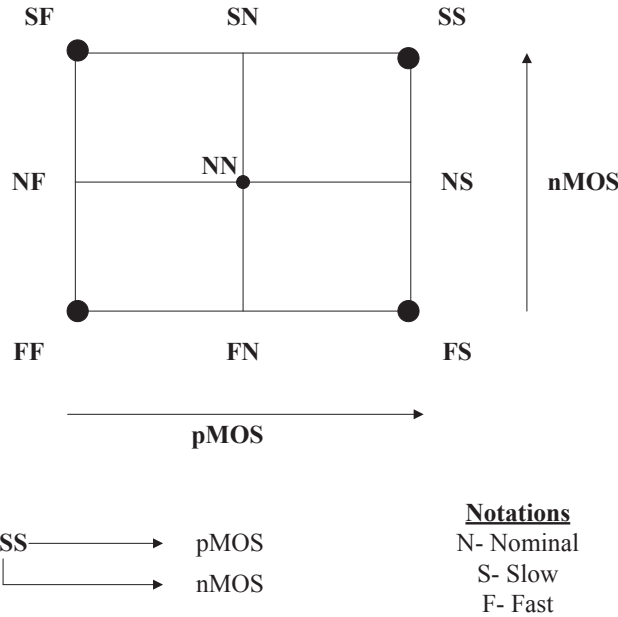 SF SN SS
NN
NF NS nMOS
FF FN FS
pMOS
SS pMOS
nMOS
Notations
N- Nominal
S- Slow
F- Fast